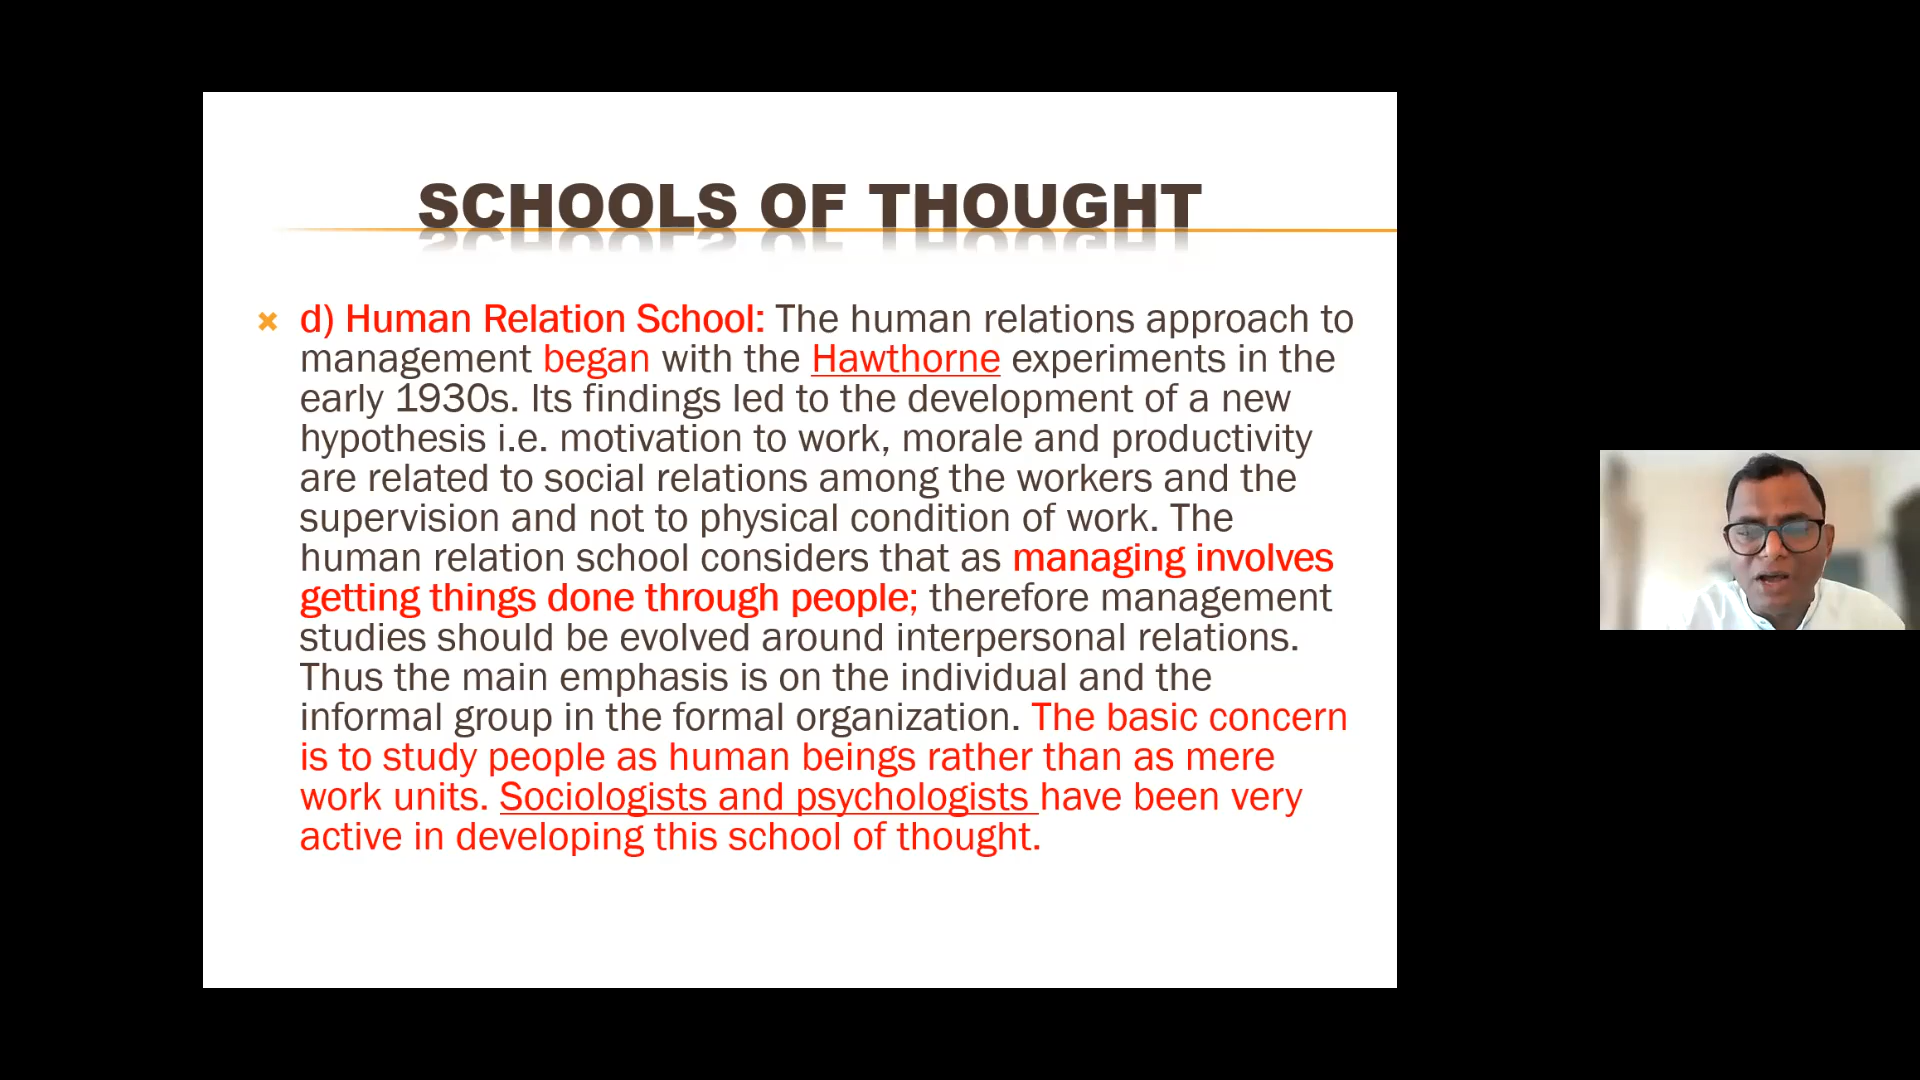 SCHOOLS OF THOUGHT
d) Human Relation School: The human relations approach to
management began with the Hawthorne experiments in the
early 1930s. Its findings led to the development of a new
hypothesis i.e. motivation to work, morale and productivity
are related to social relations among the workers and the
supervision and not to physical condition of work. The
human relation school considers that as managing involves
getting things done through people; therefore management
studies should be evolved around interpersonal relations.
Thus the main emphasis is on the individual and the
informal group in the formal organization. The basic concern
is to study people as human beings rather than as mere
work units. Sociologists and psychologists have been very
active in developing this school of thought.